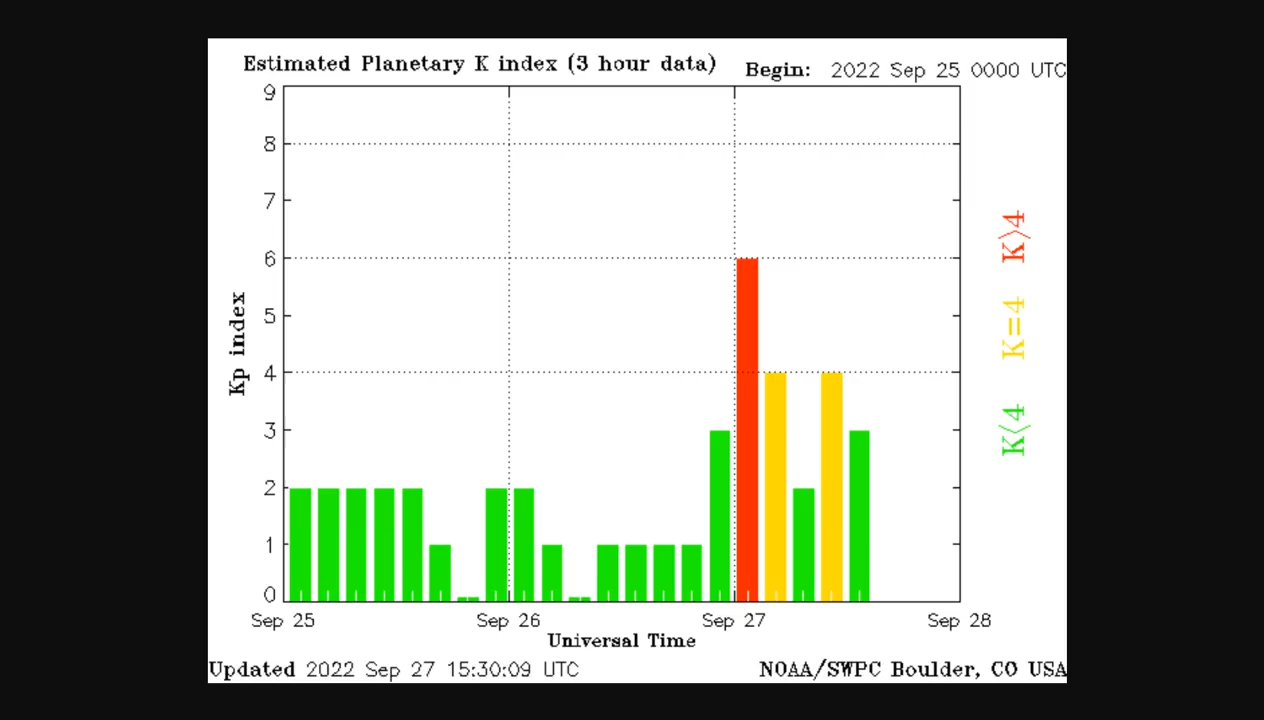 Estimated Planetary K index (3 hour data)
Begin: 2022 Sep 25 0000 UTC
9
8
7
6
5
4
3
2
1
0
Kp index
Sep 25
Sep 26
Sep 27
Sep 28
Universal Time
K<4
K=4
K>4
Updated 2022 Sep 27 15:30:09 UTC
NOAA/SWPC Boulder, CO USA